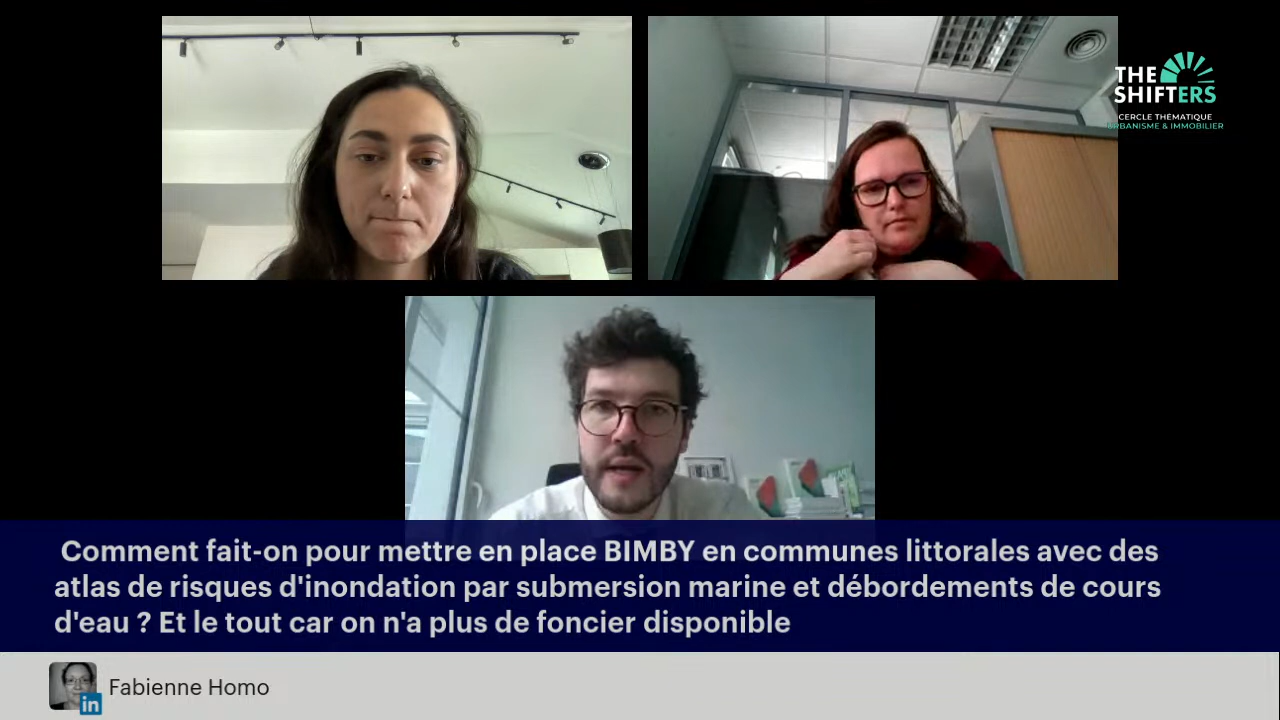 THE
SHIFTERS
CERCLE THEMATIQUE
URBANISME & IMMOBILIER
Comment fait-on pour mettre en place BIMBY en communes littorales avec des
atlas de risques d'inondation par submersion marine et débordements de cours
d'eau ? Et le tout car on n'a plus de foncier disponible
in
Fabienne Homo